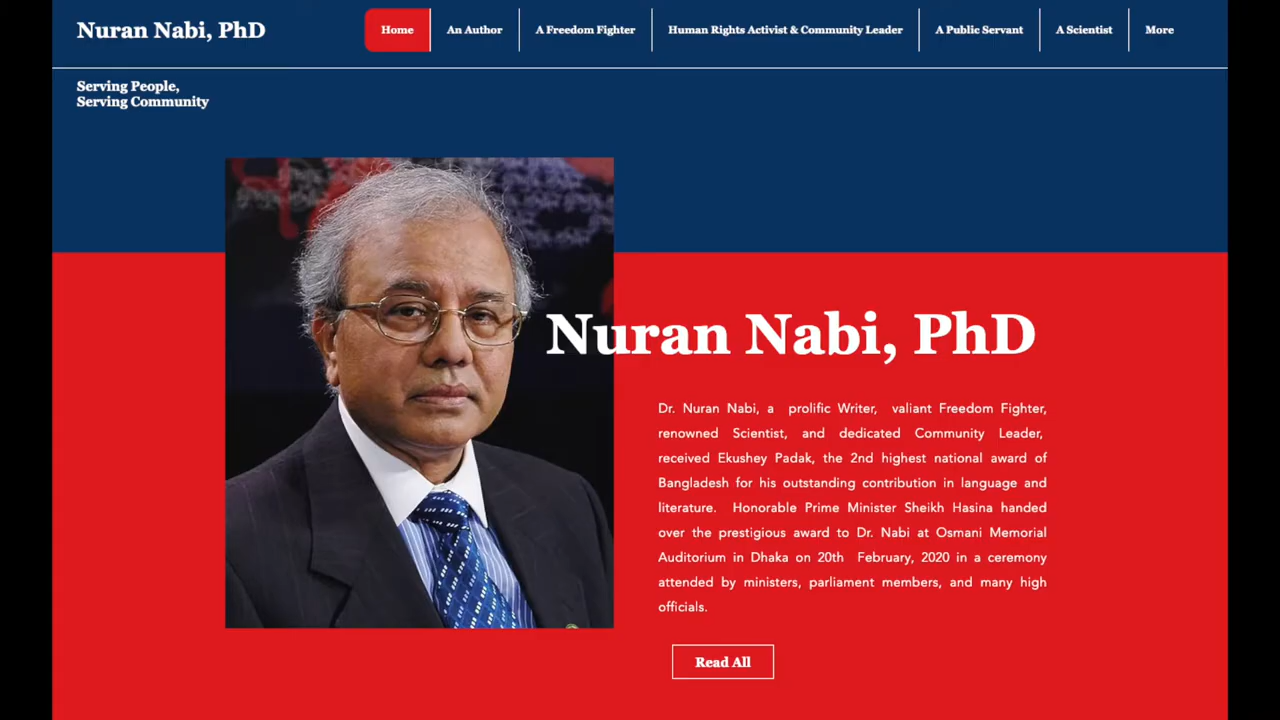 Nuran Nabi, PhD
Home
An Author
A Freedom Fighter
Human Rights Activist & Community Leader
A Public Servant
A Scientist
More
Serving People,
Serving Community
Nuran Nabi, PhD
Dr. Nuran Nabi, a prolific Writer, valiant Freedom Fighter,
renowned Scientist, and dedicated Community Leader,
received Ekushey Padak, the 2nd highest national award of
Bangladesh for his outstanding contribution in language and
literature. Honorable Prime Minister Sheikh Hasina handed
over the prestigious award to Dr. Nabi at Osmani Memorial
Auditorium in Dhaka on 20th February, 2020 in a ceremony
attended by ministers, parliament members, and many high
officials.
Read All